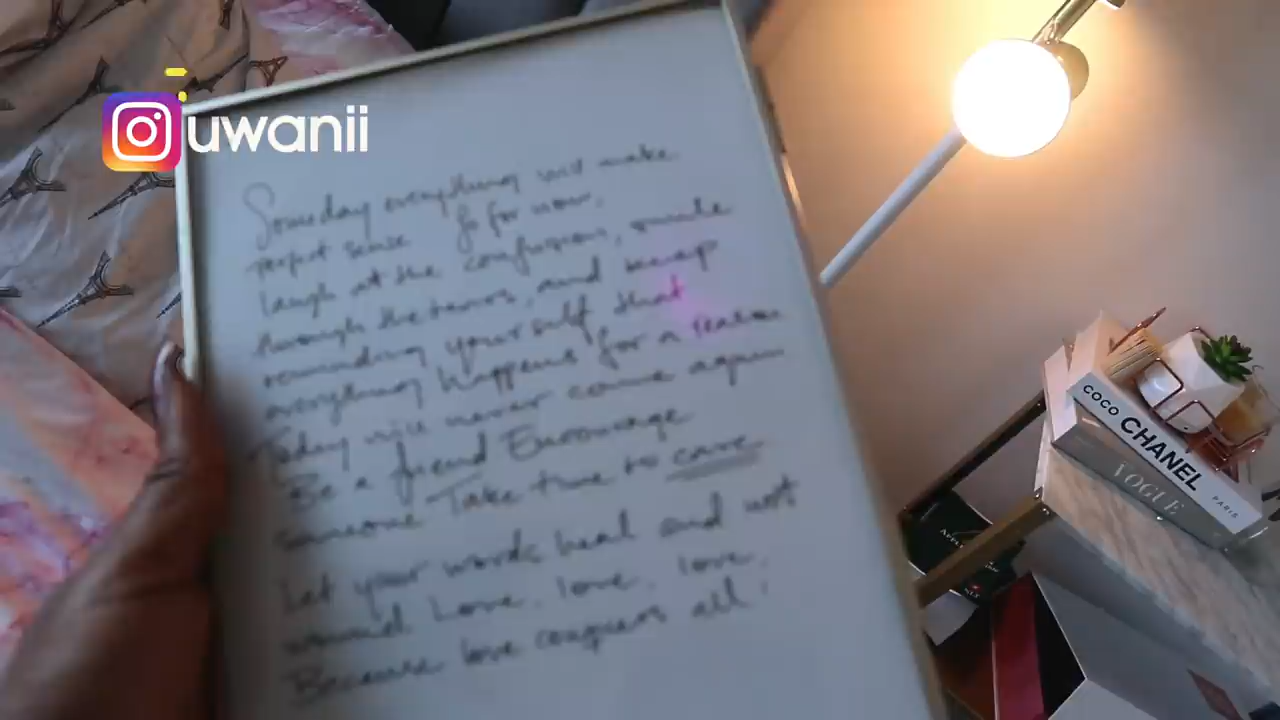 uwanii
Someday everything will make
perfect sense So for now,
laugh at the confusion, smile
through the tears, and keep
reminding yourself that
everything happens for a reason
Today will never come again
Be a friend Encourage
someone Take time to care
Let your words heal and not
wound. Love. love. love.
Because love conquers all!
COCO
CHANEL
PARIS
VOGUE